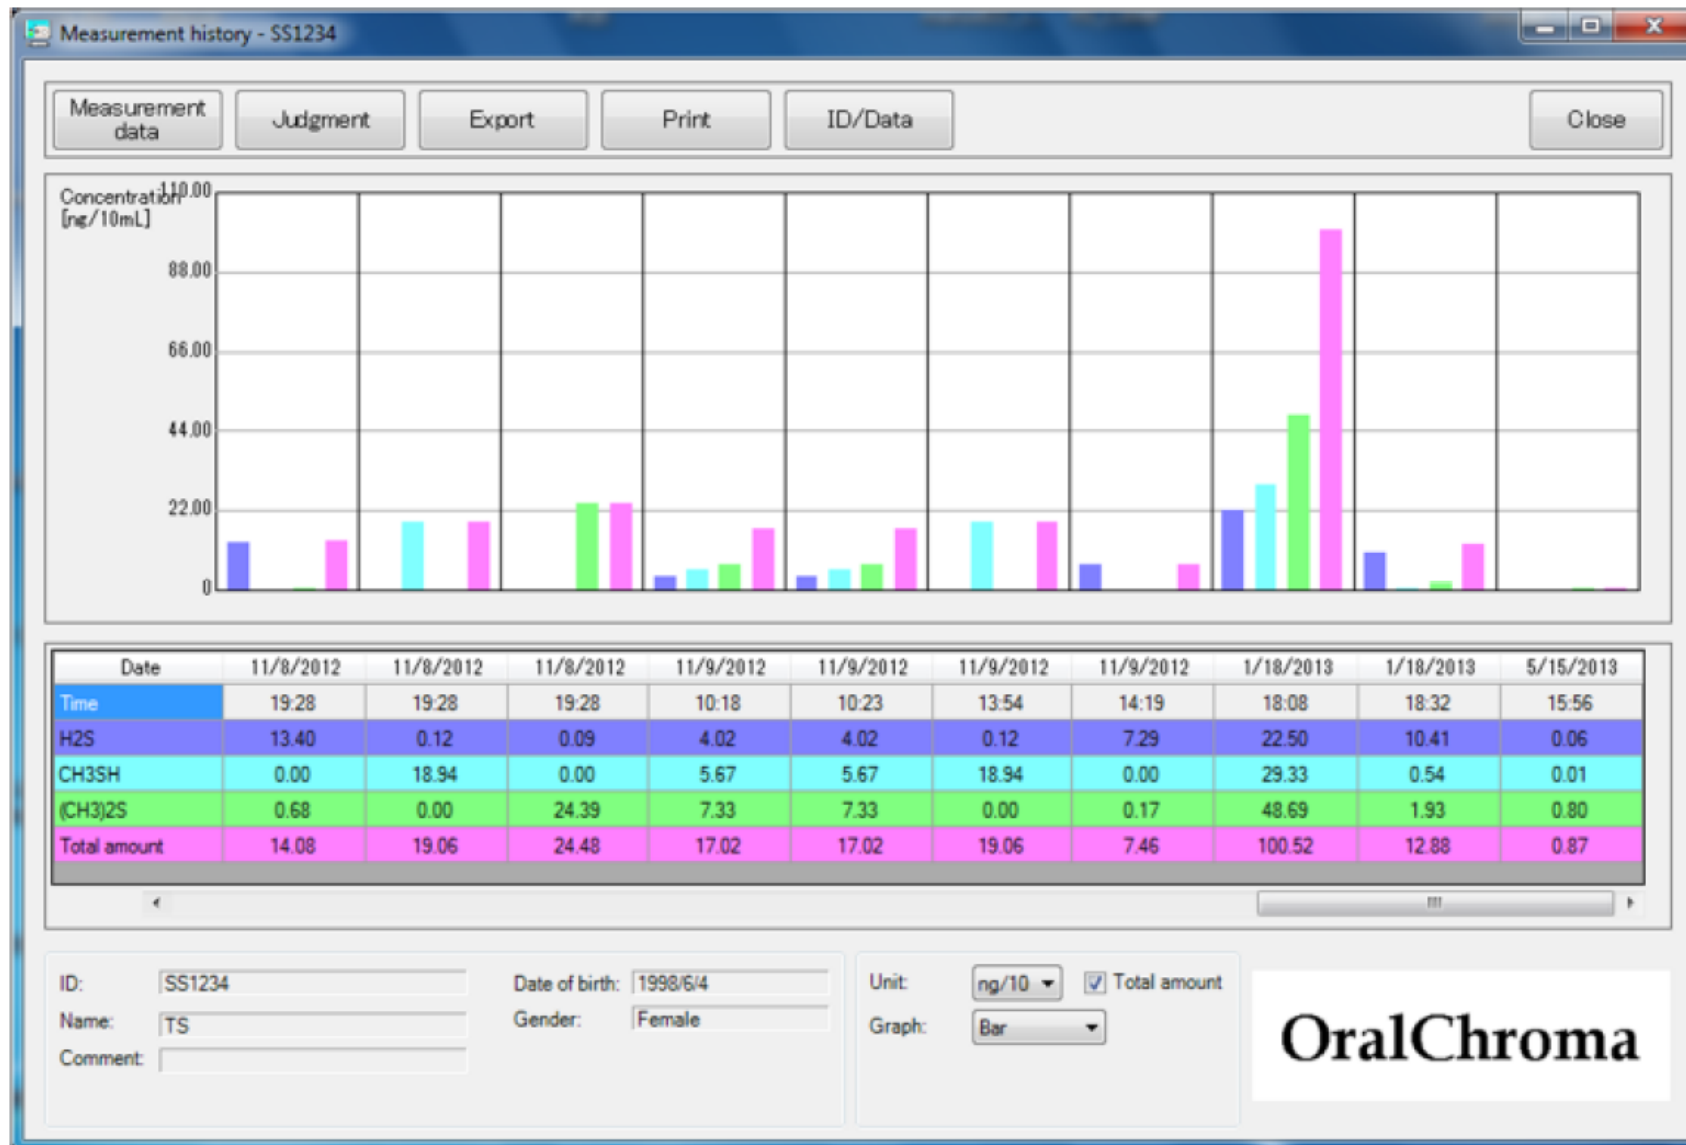 Measurement history - SS1234
Measurement data Judgment Export Print ID/Data Close
Concentration
[ng/10mL]
110.00
88.00
66.00
44.00
22.00
0
Date 11/8/2012 11/8/2012 11/8/2012 11/9/2012 11/9/2012 11/9/2012 11/9/2012 1/18/2013 1/18/2013 5/15/2013
Time 19:28 19:28 19:28 10:18 10:23 13:54 14:19 18:08 18:32 15:56
H2S 13.40 0.12 0.09 4.02 4.02 0.12 7.29 22.50 10.41 0.06
CH3SH 0.00 18.94 0.00 5.67 5.67 18.94 0.00 29.33 0.54 0.01
(CH3)2S 0.68 0.00 24.39 7.33 7.33 0.00 0.17 48.69 1.93 0.80
Total amount 14.08 19.06 24.48 17.02 17.02 19.06 7.46 100.52 12.88 0.87
ID: SS1234 Date of birth: 1998/6/4 Unit: ng/10 Total amount
Name: TS Gender: Female Graph: Bar
Comment:
OralChroma